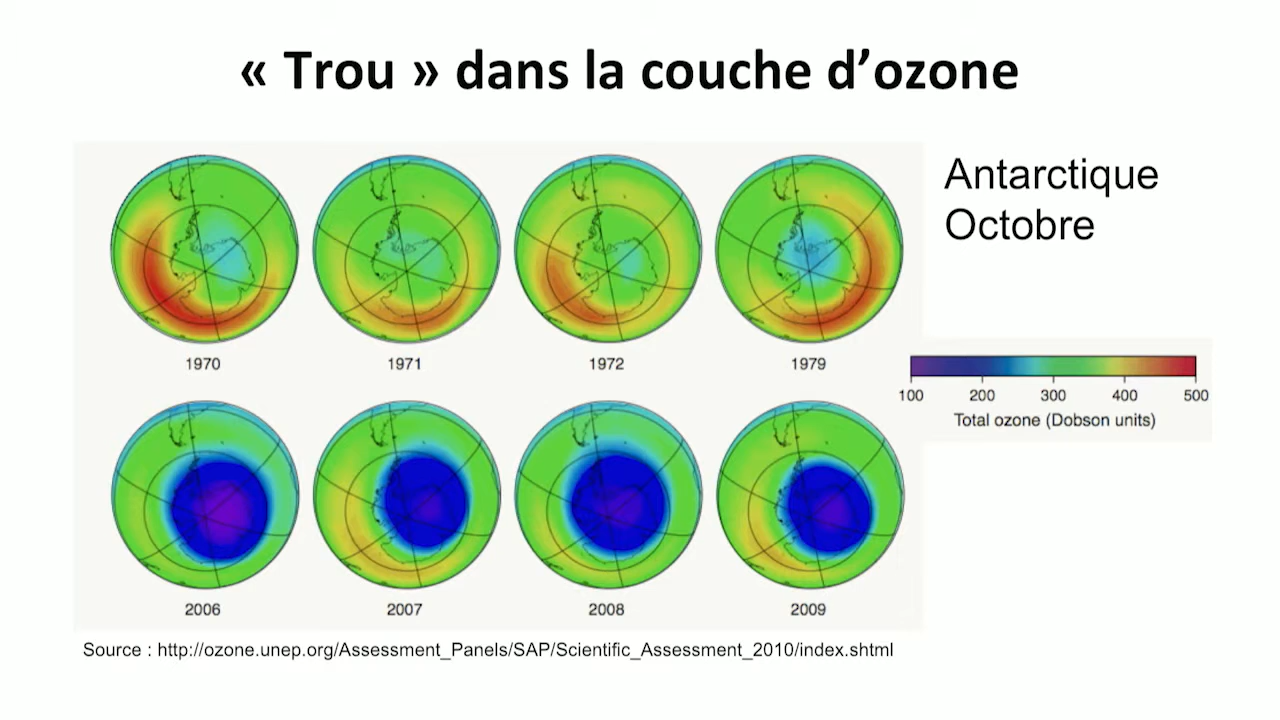 « Trou » dans la couche d’ozone
Antarctique
Octobre
1970 1971 1972 1979
100 200 300 400 500
Total ozone (Dobson units)
2006 2007 2008 2009
Source : http://ozone.unep.org/Assessment_Panels/SAP/Scientific_Assessment_2010/index.shtml